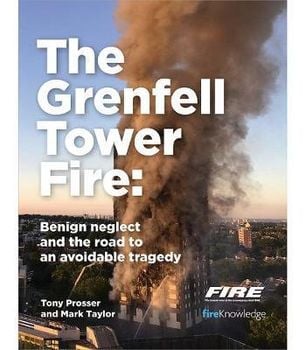 The
Grenfell
Tower
Fire:
Benign neglect
and the road to
an avoidable tragedy
Tony Prosser
and Mark Taylor
FIRE
fireKnowledge.